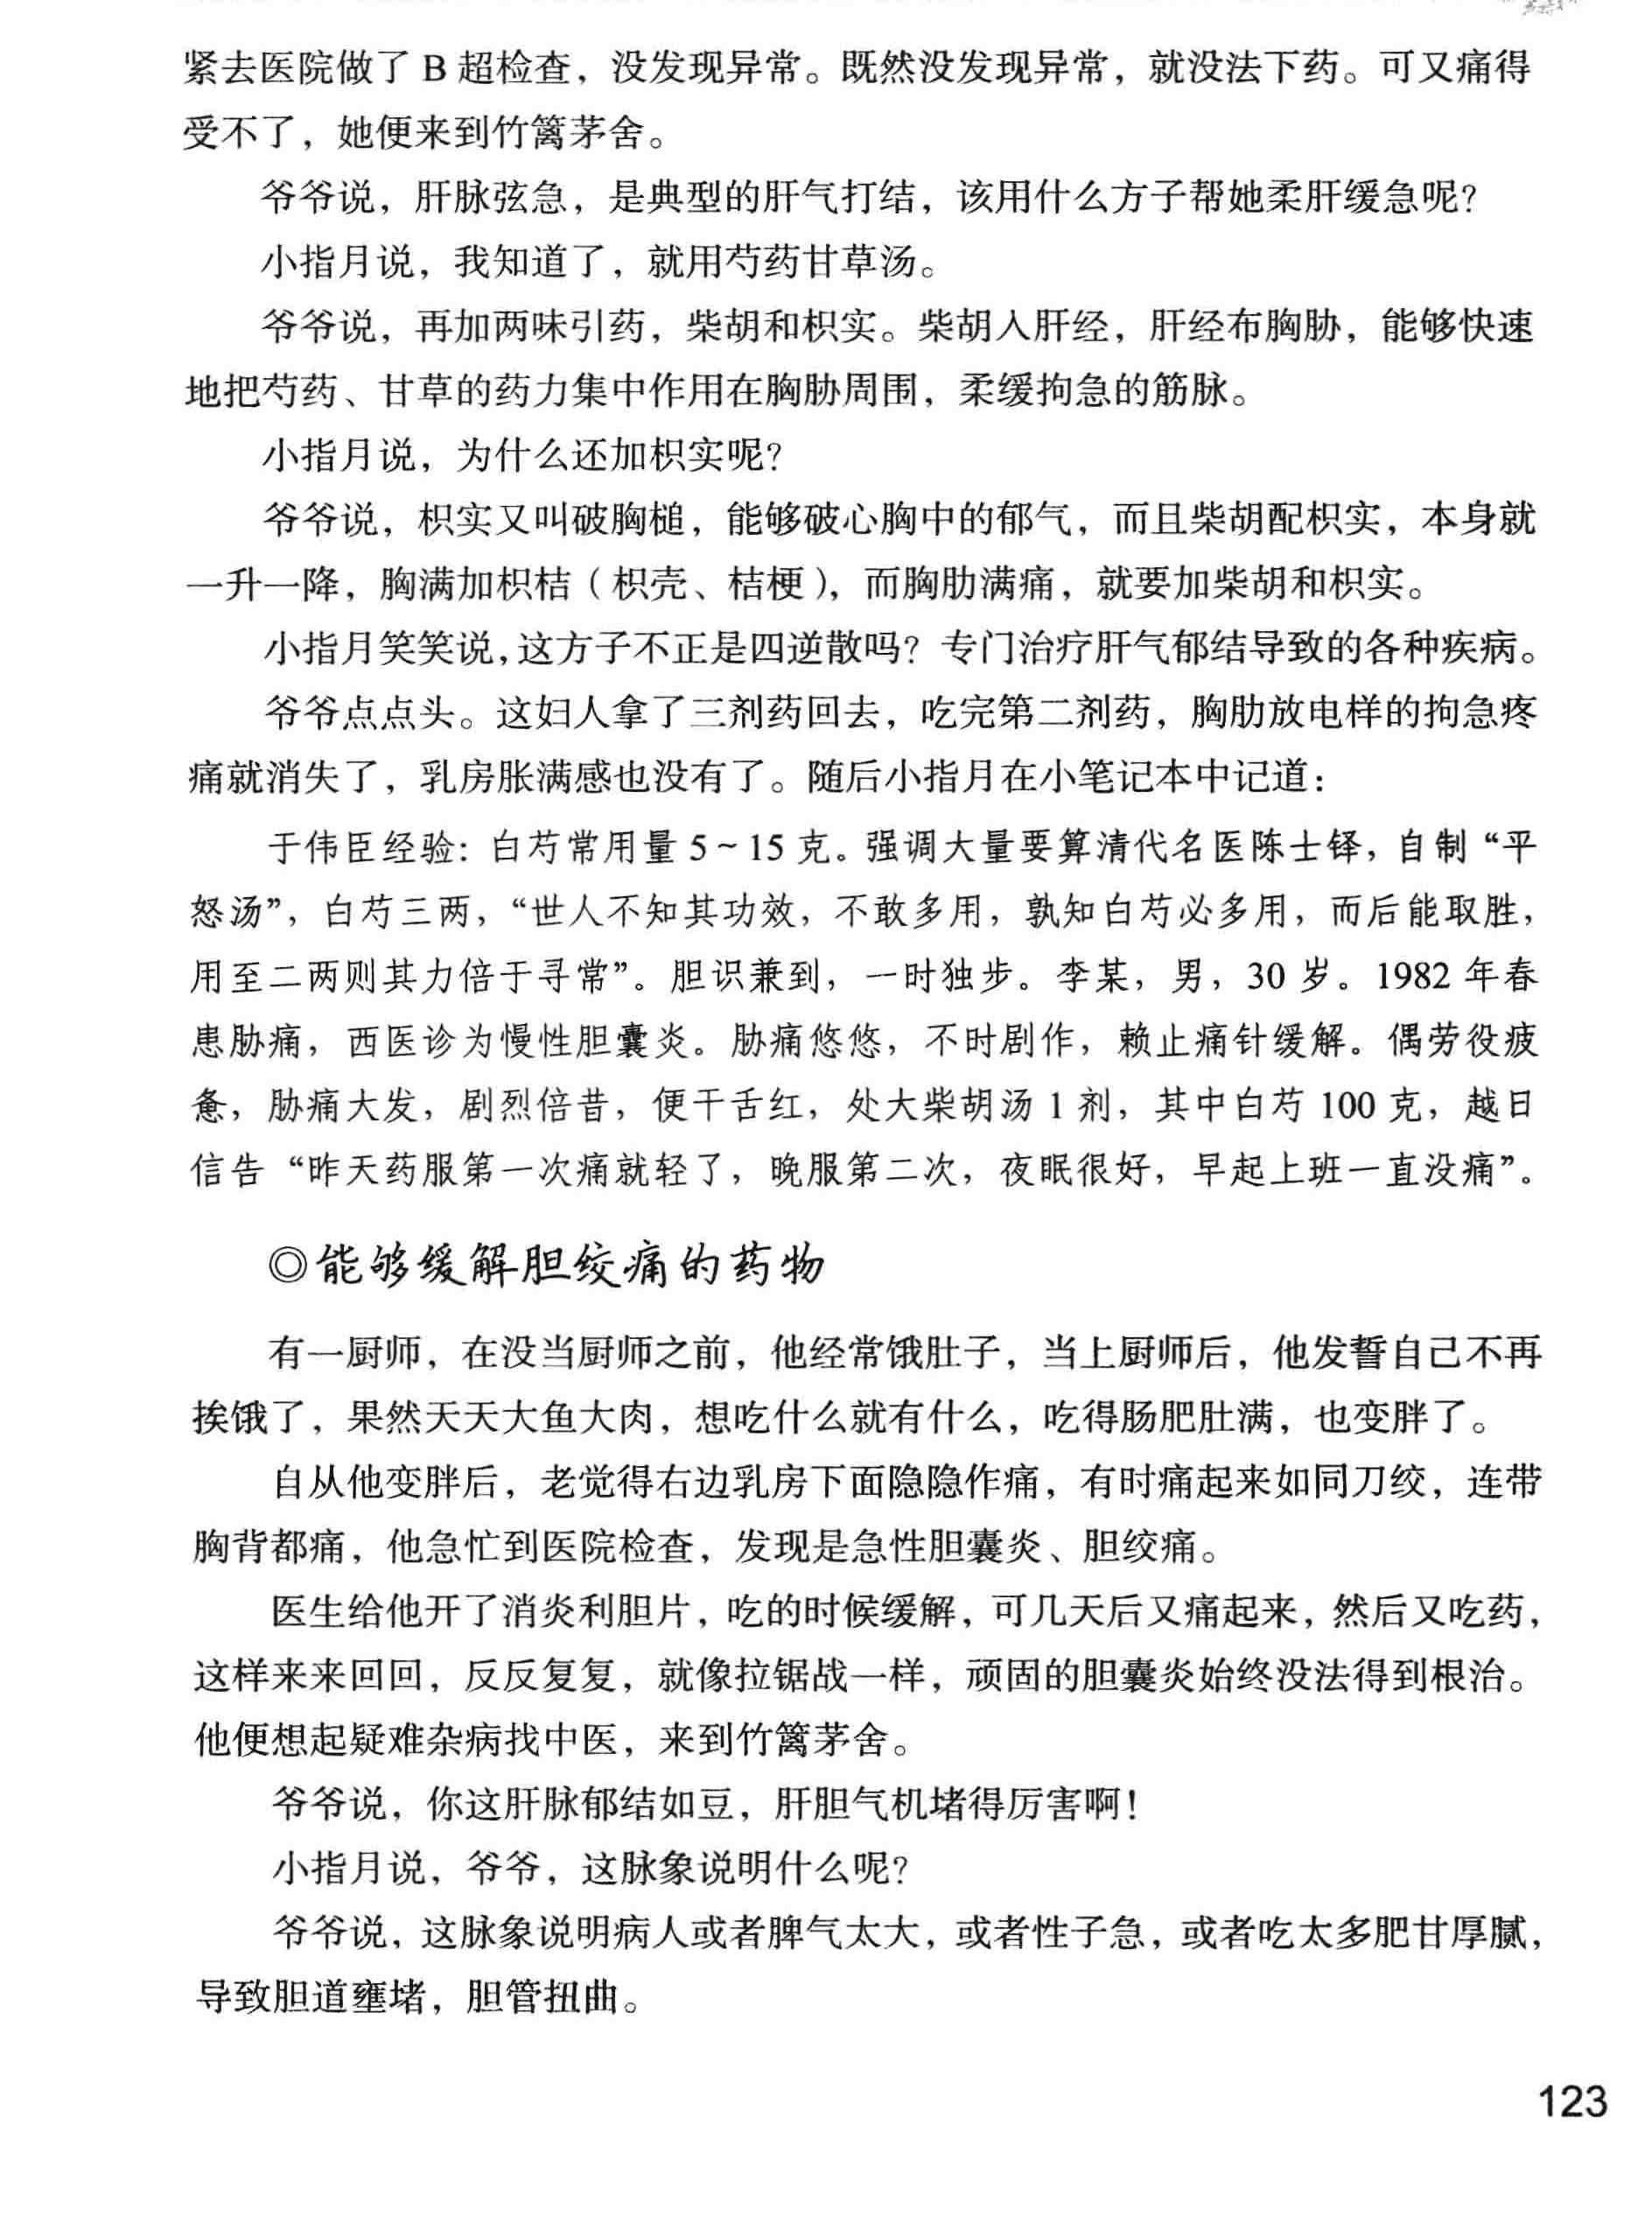 紧去医院做了 B 超检查，没发现异常。既然没发现异常，就没法下药。可又痛得
受不了，她便来到竹篱茅舍。
爷爷说，肝脉弦急，是典型的肝气打结，该用什么方子帮她柔肝缓急呢？
小指月说，我知道了，就用芍药甘草汤。
爷爷说，再加两味引药，柴胡和枳实。柴胡入肝经，肝经布胸胁，能够快速
地把芍药、甘草的药力集中作用在胸胁周围，柔缓拘急的筋脉。
小指月说，为什么还加枳实呢？
爷爷说，枳实又叫破胸槌，能够破心胸中的郁气，而且柴胡配枳实，本身就
一升一降，胸满加枳桔（枳壳、桔梗），而胸肋满痛，就要加柴胡和枳实。
小指月笑笑说，这方子不正是四逆散吗？专门治疗肝气郁结导致的各种疾病。
爷爷点点头。这妇人拿了三剂药回去，吃完第二剂药，胸肋放电样的拘急疼
痛就消失了，乳房胀满感也没有了。随后小指月在小笔记本中记道：
于伟臣经验：白芍常用量 5～15 克。强调大量要算清代名医陈士铎，自制“平
怒汤”，白芍三两，“世人不知其功效，不敢多用，孰知白芍必多用，而后能取胜，
用至二两则其力倍于寻常”。胆识兼到，一时独步。李某，男，30 岁。1982 年春
患胁痛，西医诊为慢性胆囊炎。胁痛悠悠，不时剧作，赖止痛针缓解。偶劳役疲
惫，胁痛大发，剧烈倍昔，便干舌红，处大柴胡汤 1 剂，其中白芍 100 克，越日
信告“昨天药服第一次痛就轻了，晚服第二次，夜眠很好，早起上班一直没痛”。
◎能够缓解胆绞痛的药物
有一厨师，在没当厨师之前，他经常饿肚子，当上厨师后，他发誓自己不再
挨饿了，果然天天大鱼大肉，想吃什么就有什么，吃得肠肥肚满，也变胖了。
自从他变胖后，老觉得右边乳房下面隐隐作痛，有时痛起来如同刀绞，连带
胸背都痛，他急忙到医院检查，发现是急性胆囊炎、胆绞痛。
医生给他开了消炎利胆片，吃的时候缓解，可几天后又痛起来，然后又吃药，
这样来来回回，反反复复，就像拉锯战一样，顽固的胆囊炎始终没法得到根治。
他便想起疑难杂病找中医，来到竹篱茅舍。
爷爷说，你这肝脉郁结如豆，肝胆气机堵得厉害啊！
小指月说，爷爷，这脉象说明什么呢？
爷爷说，这脉象说明病人或者脾气太大，或者性子急，或者吃太多肥甘厚腻，
导致胆道壅堵，胆管扭曲。
123